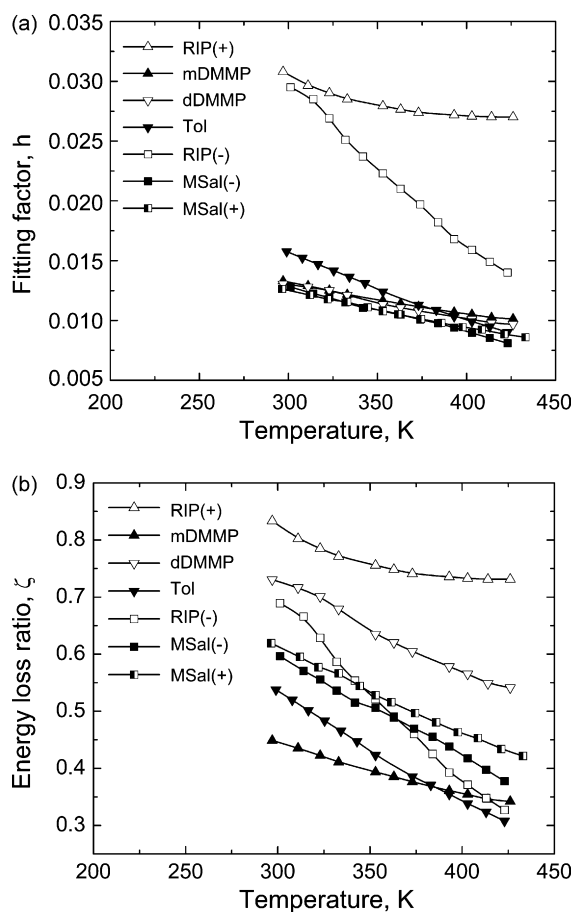 (a)
0.035
0.030
0.025
0.020
0.015
0.010
0.005
Fitting factor, h
RIP(+)
mDMMP
dDMMP
Tol
RIP(-)
MSal(-)
MSal(+)
200 250 300 350 400 450
Temperature, K
(b)
0.9
0.8
0.7
0.6
0.5
0.4
0.3
Energy loss ratio, ζ
RIP(+)
mDMMP
dDMMP
Tol
RIP(-)
MSal(-)
MSal(+)
200 250 300 350 400 450
Temperature, K